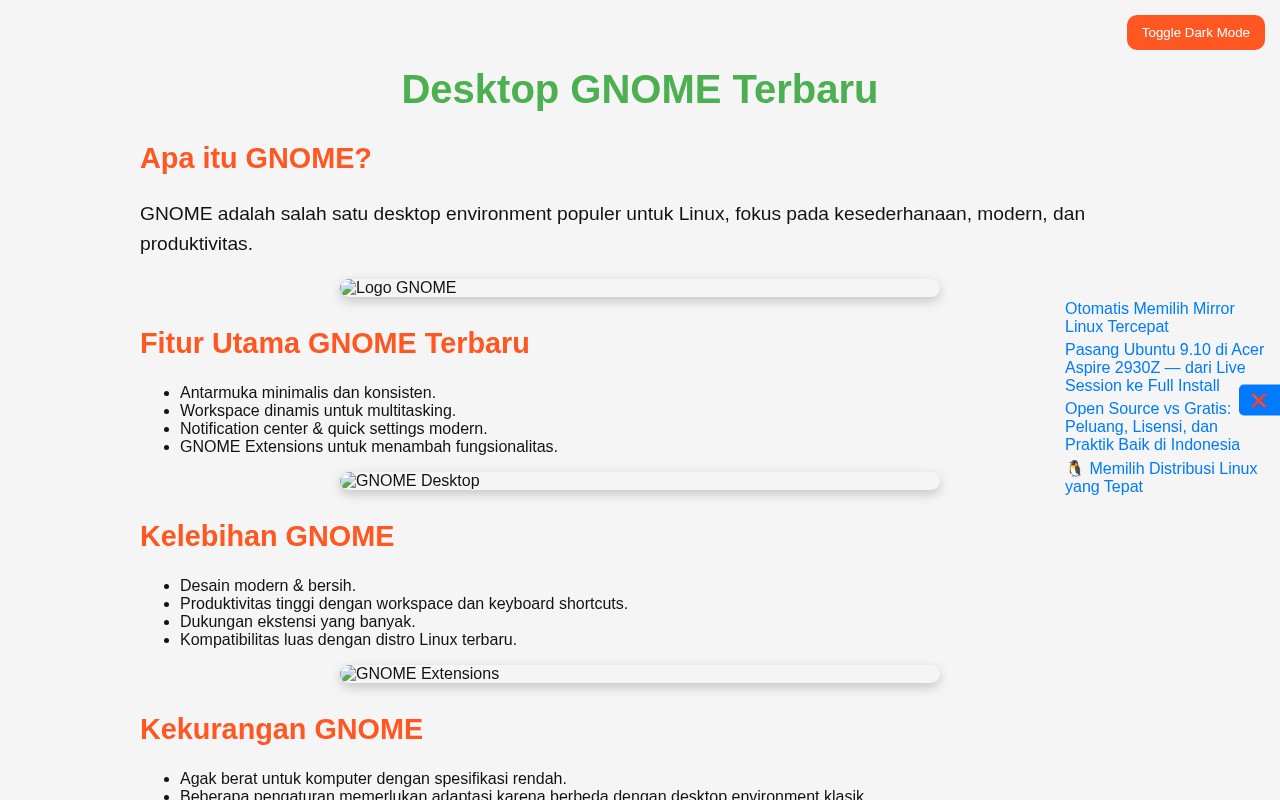 Toggle Dark Mode
Desktop GNOME Terbaru
Apa itu GNOME?
GNOME adalah salah satu desktop environment populer untuk Linux, fokus pada kesederhanaan, modern, dan
produktivitas.
Logo GNOME
Fitur Utama GNOME Terbaru
Antarmuka minimalis dan konsisten.
Workspace dinamis untuk multitasking.
Notification center & quick settings modern.
GNOME Extensions untuk menambah fungsionalitas.
GNOME Desktop
Kelebihan GNOME
Desain modern & bersih.
Produktivitas tinggi dengan workspace dan keyboard shortcuts.
Dukungan ekstensi yang banyak.
Kompatibilitas luas dengan distro Linux terbaru.
GNOME Extensions
Kekurangan GNOME
Agak berat untuk komputer dengan spesifikasi rendah.
Beberapa pengaturan memerlukan adaptasi karena berbeda dengan desktop environment klasik.
Otomatis Memilih Mirror
Linux Tercepat
Pasang Ubuntu 9.10 di Acer
Aspire 2930Z — dari Live
Session ke Full Install
Open Source vs Gratis:
Peluang, Lisensi, dan
Praktik Baik di Indonesia
🐧 Memilih Distribusi Linux
yang Tepat